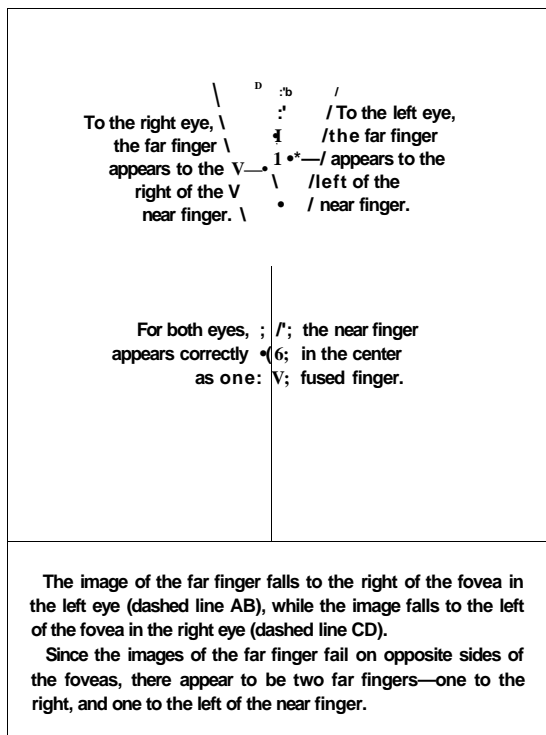 \ D :'b /
To the right eye, \ :' / To the left eye,
the far finger \ •I /the far finger
appears to the V—• 1 •*—/ appears to the
right of the V \ /left of the
near finger. \ • / near finger.
For both eyes, ; /'; the near finger
appears correctly •( 6; in the center
as one: V; fused finger.
The image of the far finger falls to the right of the fovea in
the left eye (dashed line AB), while the image falls to the left
of the fovea in the right eye (dashed line CD).
Since the images of the far finger fail on opposite sides of
the foveas, there appear to be two far fingers—one to the
right, and one to the left of the near finger.